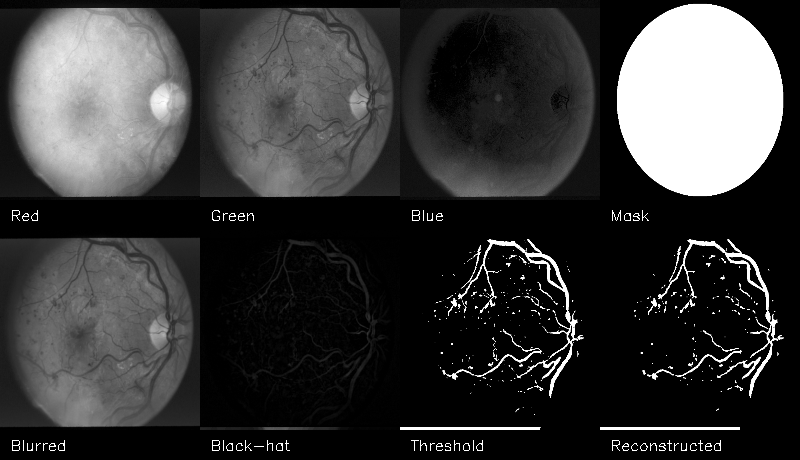 Red
Green
Blue
Mask
Blurred
Black-hat
Threshold
Reconstructed